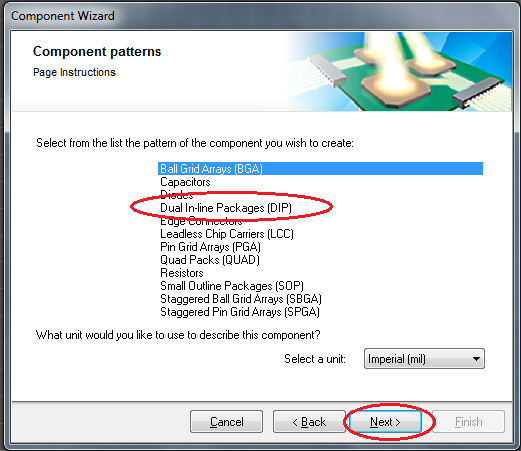 Component Wizard
Component patterns
Page Instructions
Select from the list the pattern of the component you wish to create:
Ball Grid Arrays (BGA)
Capacitors
Diodes
Dual In-line Packages (DIP)
Edge Connectors
Leadless Chip Carriers (LCC)
Pin Grid Arrays (PGA)
Quad Packs (QUAD)
Resistors
Small Outline Packages (SOP)
Staggered Ball Grid Arrays (SBGA)
Staggered Pin Grid Arrays (SPGA)
What unit would you like to use to describe this component?
Select a unit: Imperial (mil)
Cancel < Back Next > Finish